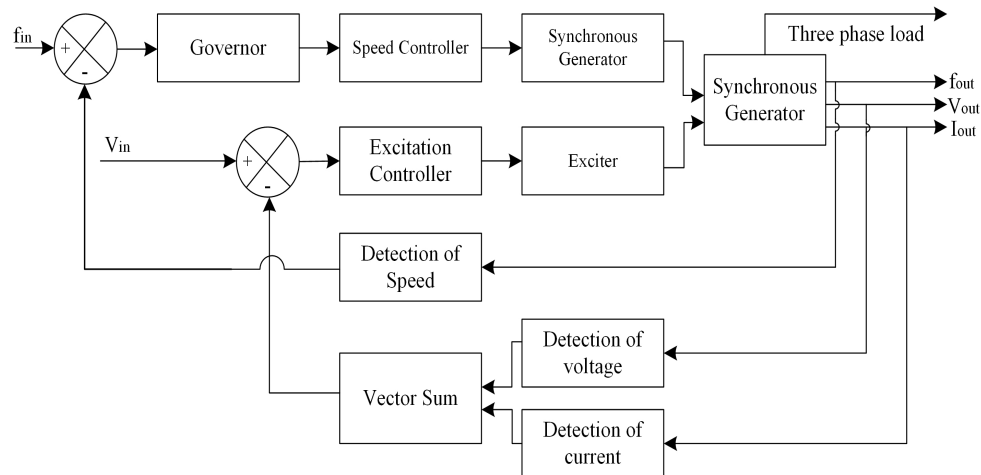 fin
+
-
Governor
Speed Controller
Synchronous
Generator
Three phase load
Synchronous
Generator
fout
Vout
Iout
Vin
+
-
Excitation
Controller
Exciter
Detection of
Speed
Detection of
voltage
Vector Sum
Detection of
current